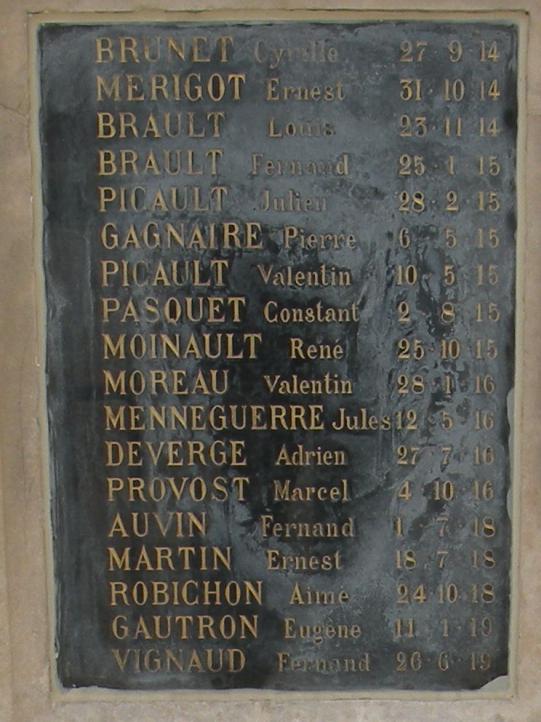 BRUNET Cyrille 27 · 9 · 14
MERIGOT Ernest 31 · 10 · 14
BRAULT Louis 23 · 11 · 14
BRAULT Fernand 25 · 1 · 15
PICAULT Julien 28 · 2 · 15
GAGNAIRE Pierre 6 · 5 · 15
PICAULT Valentin 10 · 5 · 15
PASQUET Constant 2 · 8 · 15
MOINAULT René 25 · 10 · 15
MOREAU Valentin 28 · 1 · 16
MENNEGUERRE Jules 12 · 5 · 16
DEVERGE Adrien 27 · 7 · 16
PROVOST Marcel 4 · 10 · 16
AUVIN Fernand 1 · 7 · 18
MARTIN Ernest 18 · 7 · 18
ROBICHON Aimé 24 · 10 · 18
GAUTRON Eugène 11 · 1 · 19
VIGNAUD Fernand 26 · 6 · 19